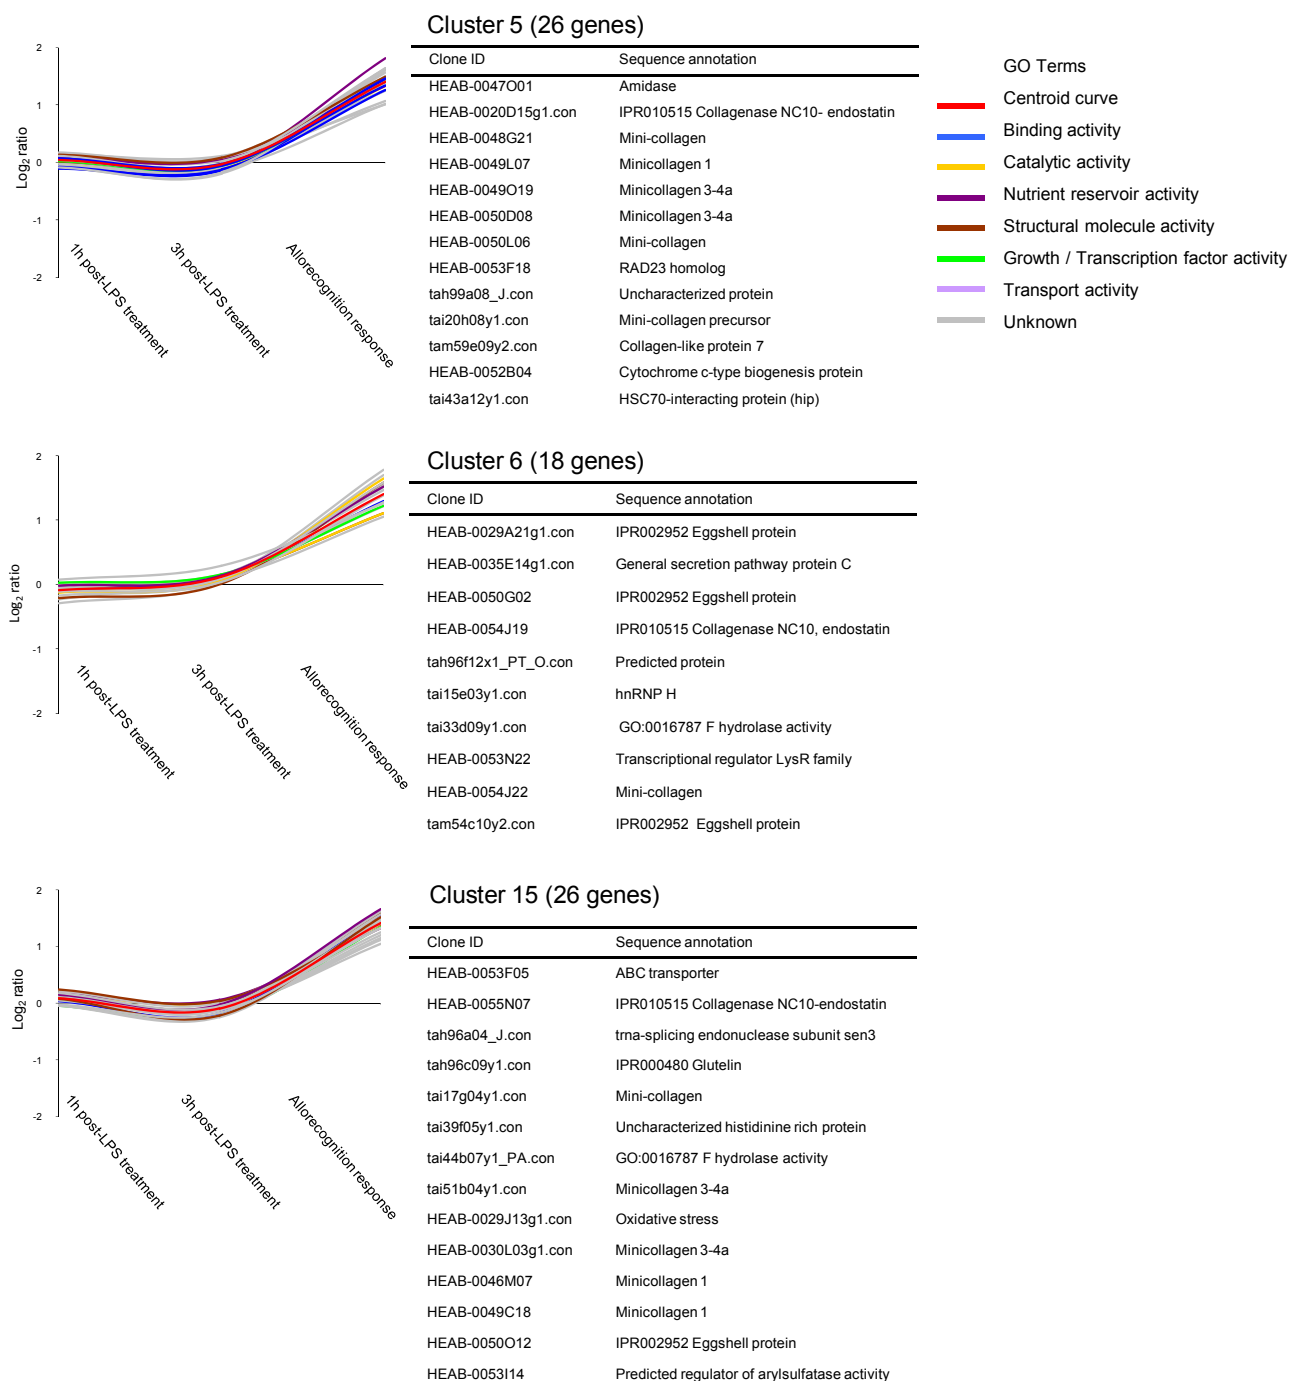 Cluster 5 (26 genes)
2
1
0
-1
-2
Log2 ratio
1h post-LPS treatment
3h post-LPS treatment
Allorecognition response
Clone ID Sequence annotation
HEAB-0047O01 Amidase
HEAB-0020D15g1.con IPR010515 Collagenase NC10- endostatin
HEAB-0048G21 Mini-collagen
HEAB-0049L07 Minicollagen 1
HEAB-0049O19 Minicollagen 3-4a
HEAB-0050D08 Minicollagen 3-4a
HEAB-0050L06 Mini-collagen
HEAB-0053F18 RAD23 homolog
tah99a08_J.con Uncharacterized protein
tai20h08y1.con Mini-collagen precursor
tam59e09y2.con Collagen-like protein 7
HEAB-0052B04 Cytochrome c-type biogenesis protein
tai43a12y1.con HSC70-interacting protein (hip)
GO Terms
Centroid curve
Binding activity
Catalytic activity
Nutrient reservoir activity
Structural molecule activity
Growth / Transcription factor activity
Transport activity
Unknown
Cluster 6 (18 genes)
2
1
0
-1
-2
Log2 ratio
1h post-LPS treatment
3h post-LPS treatment
Allorecognition response
Clone ID Sequence annotation
HEAB-0029A21g1.con IPR002952 Eggshell protein
HEAB-0035E14g1.con General secretion pathway protein C
HEAB-0050G02 IPR002952 Eggshell protein
HEAB-0054J19 IPR010515 Collagenase NC10, endostatin
tah96f12x1_PT_O.con Predicted protein
tai15e03y1.con hnRNP H
tai33d09y1.con GO:0016787 F hydrolase activity
HEAB-0053N22 Transcriptional regulator LysR family
HEAB-0054J22 Mini-collagen
tam54c10y2.con IPR002952 Eggshell protein
Cluster 15 (26 genes)
2
1
0
-1
-2
Log2 ratio
1h post-LPS treatment
3h post-LPS treatment
Allorecognition response
Clone ID Sequence annotation
HEAB-0053F05 ABC transporter
HEAB-0055N07 IPR010515 Collagenase NC10-endostatin
tah96a04_J.con trna-splicing endonuclease subunit sen3
tah96c09y1.con IPR000480 Glutelin
tai17g04y1.con Mini-collagen
tai39f05y1.con Uncharacterized histidinine rich protein
tai44b07y1_PA.con GO:0016787 F hydrolase activity
tai51b04y1.con Minicollagen 3-4a
HEAB-0029J13g1.con Oxidative stress
HEAB-0030L03g1.con Minicollagen 3-4a
HEAB-0046M07 Minicollagen 1
HEAB-0049C18 Minicollagen 1
HEAB-0050O12 IPR002952 Eggshell protein
HEAB-0053I14 Predicted regulator of arylsulfatase activity